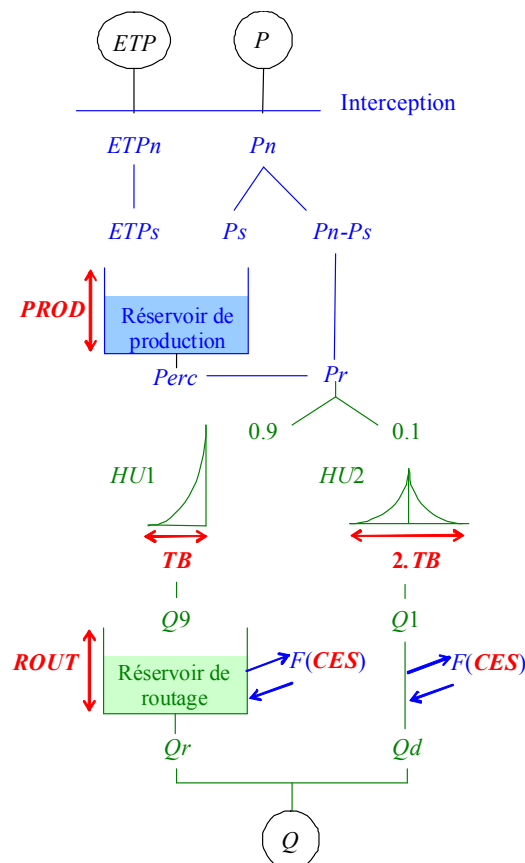 ETP P
Interception
ETPn Pn
ETPs Ps Pn-Ps
PROD
Réservoir de
production
Perc Pr
0.9 0.1
HU1 HU2
TB 2.TB
Q9 Q1
ROUT
F(CES) F(CES)
Réservoir de
routage
Qr Qd
Q